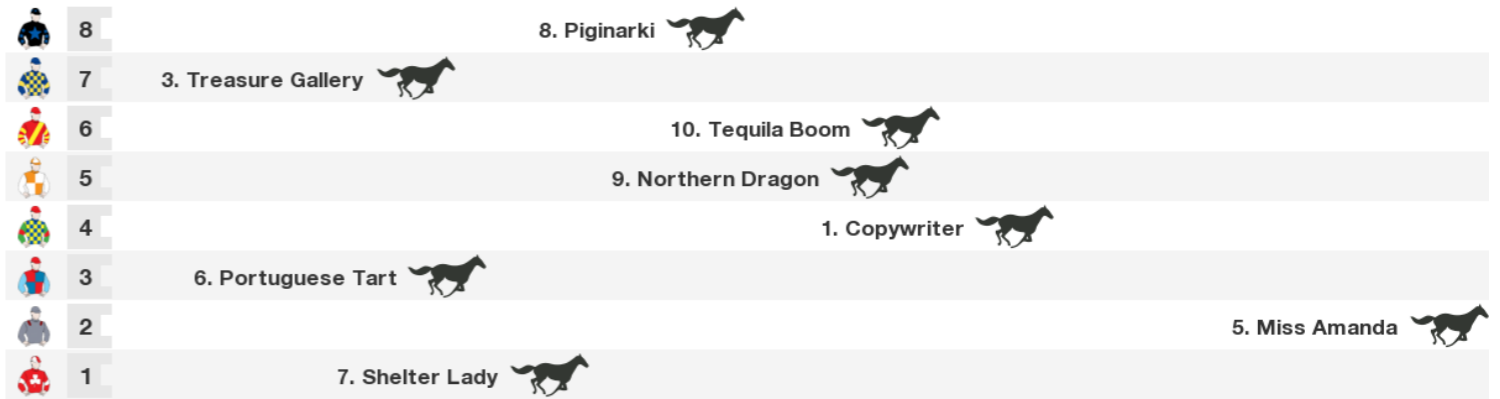 8 8. Piginarki
7 3. Treasure Gallery
6 10. Tequila Boom
5 9. Northern Dragon
4 1. Copywriter
3 6. Portuguese Tart
2 5. Miss Amanda
1 7. Shelter Lady